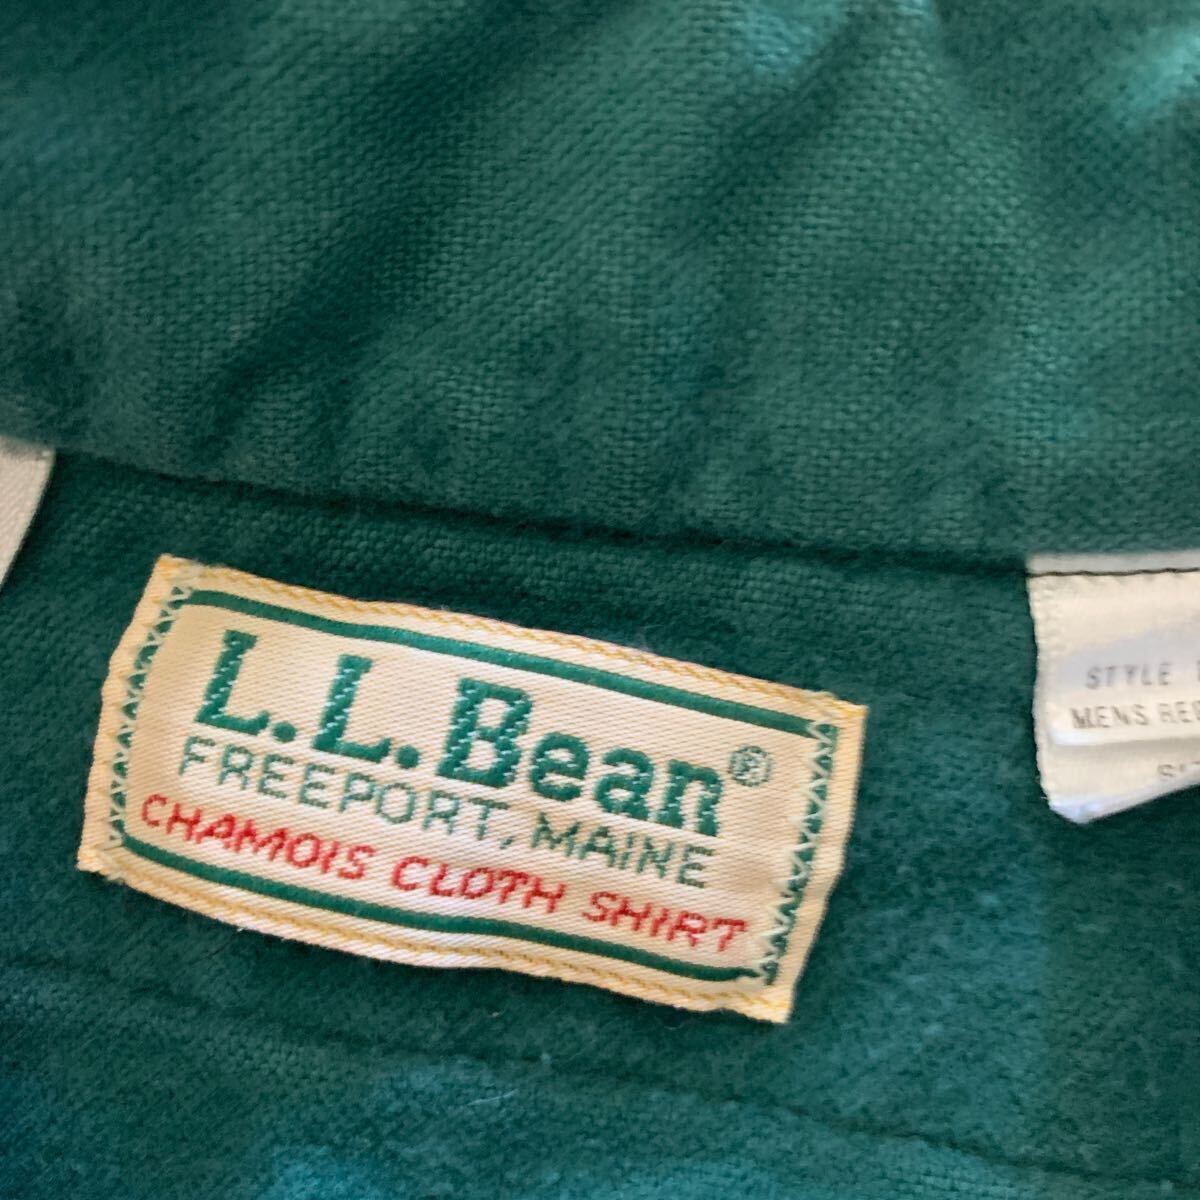 L.L.Bean®
FREEPORT, MAINE
CHAMOIS CLOTH SHIRT
STYLE
MENS